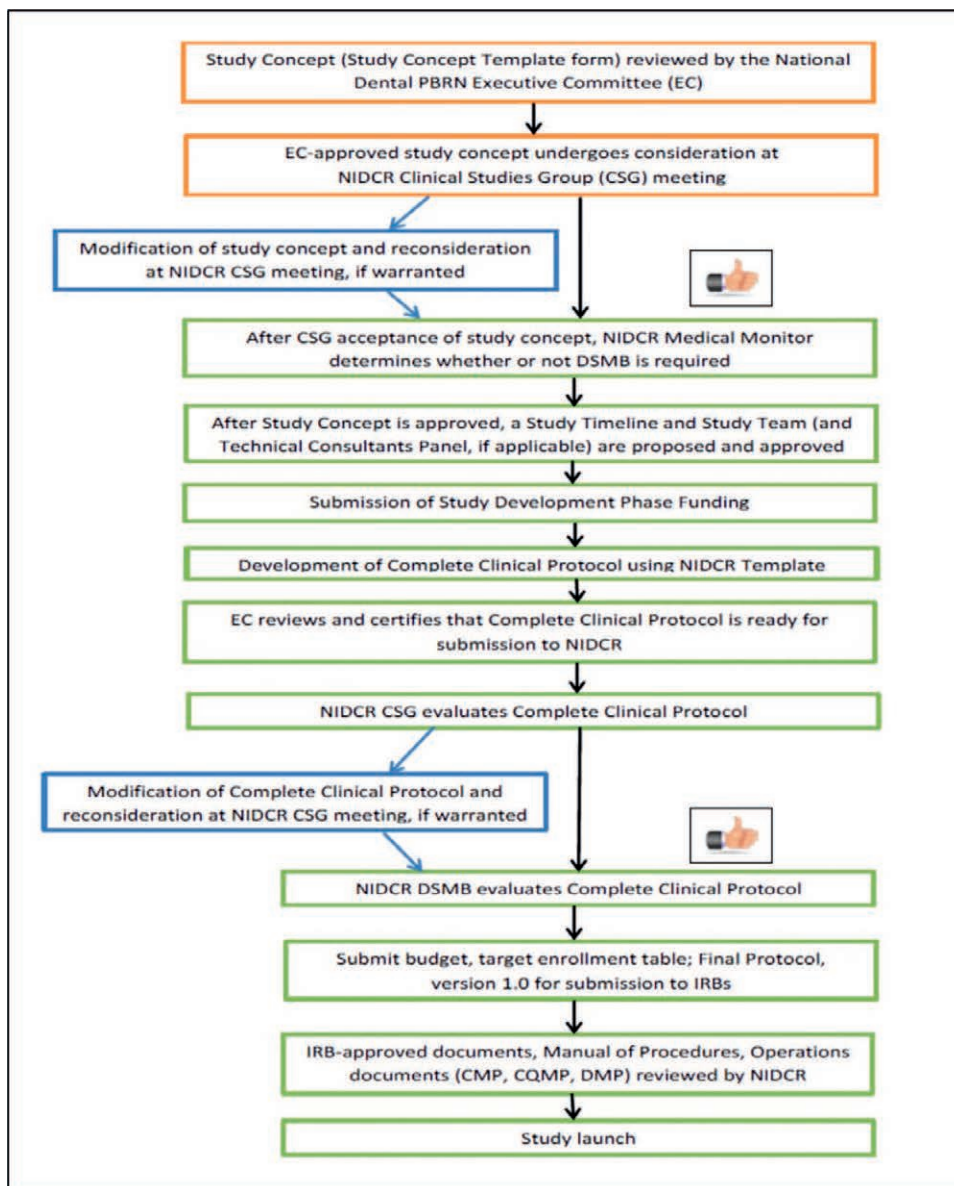 Study Concept (Study Concept Template form) reviewed by the National
Dental PBRN Executive Committee (EC)
EC-approved study concept undergoes consideration at
NIDCR Clinical Studies Group (CSG) meeting
Modification of study concept and reconsideration
at NIDCR CSG meeting, if warranted
After CSG acceptance of study concept, NIDCR Medical Monitor
determines whether or not DSMB is required
After Study Concept is approved, a Study Timeline and Study Team (and
Technical Consultants Panel, if applicable) are proposed and approved
Submission of Study Development Phase Funding
Development of Complete Clinical Protocol using NIDCR Template
EC reviews and certifies that Complete Clinical Protocol is ready for
submission to NIDCR
NIDCR CSG evaluates Complete Clinical Protocol
Modification of Complete Clinical Protocol and
reconsideration at NIDCR CSG meeting, if warranted
NIDCR DSMB evaluates Complete Clinical Protocol
Submit budget, target enrollment table; Final Protocol,
version 1.0 for submission to IRBs
IRB-approved documents, Manual of Procedures, Operations
documents (CMP, CQMP, DMP) reviewed by NIDCR
Study launch